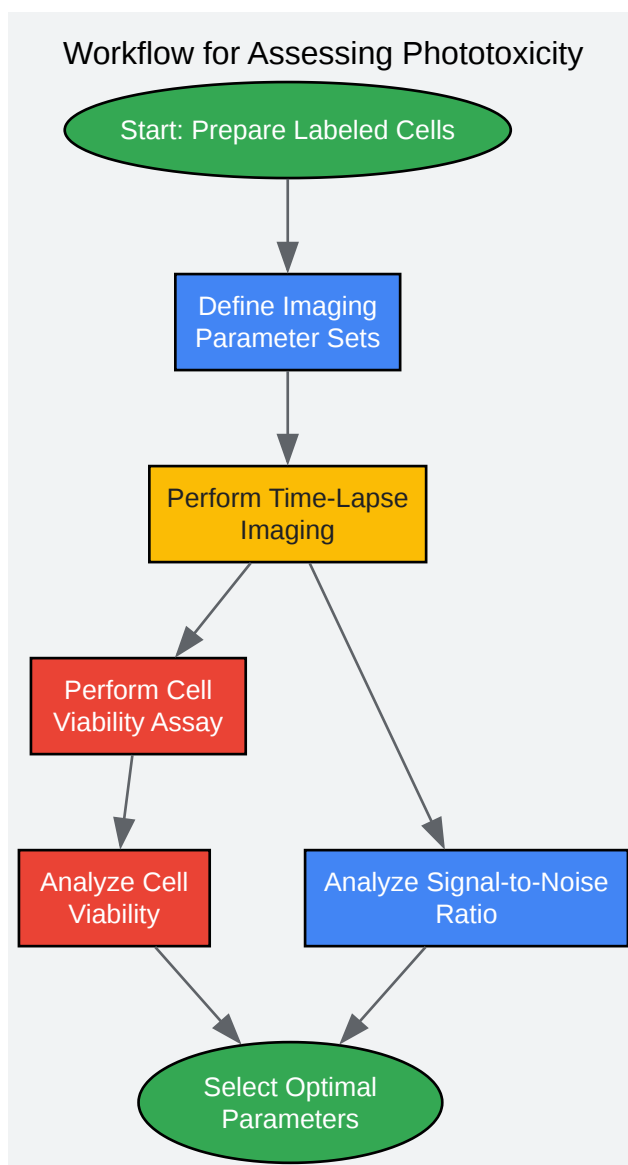 Workflow for Assessing Phototoxicity
Start: Prepare Labeled Cells
Define Imaging
Parameter Sets
Perform Time-Lapse
Imaging
Perform Cell
Viability Assay
Analyze Cell
Viability
Analyze Signal-to-Noise
Ratio
Select Optimal
Parameters